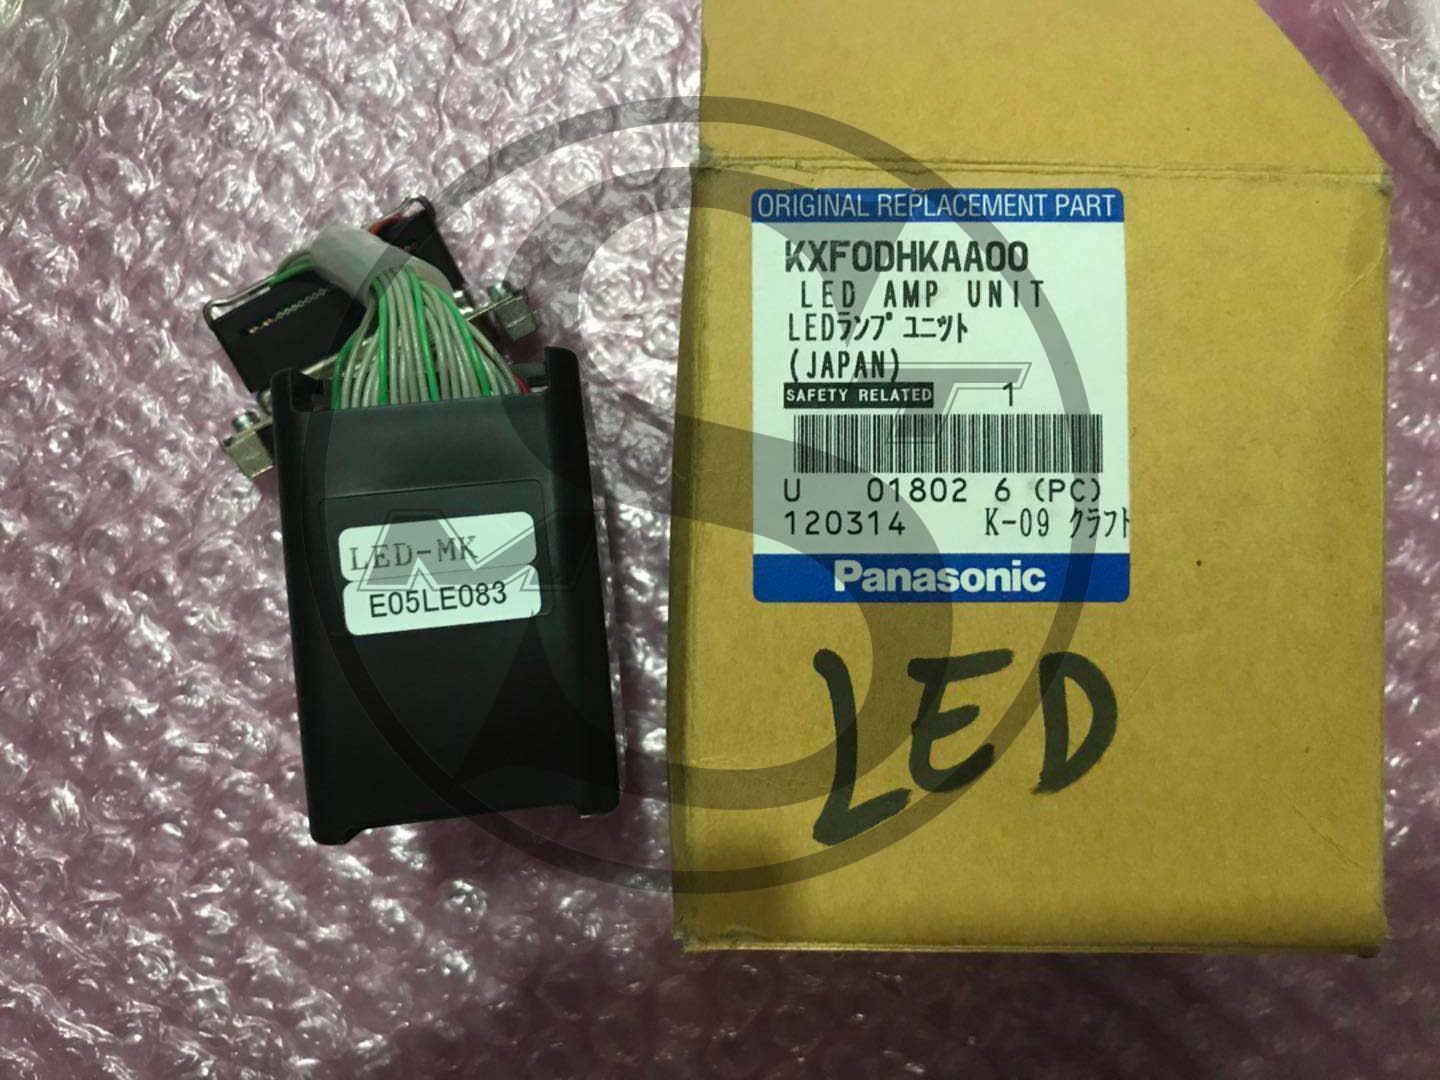 ORIGINAL REPLACEMENT PART
KXF0DHKAA00
LED AMP UNIT
LEDランプユニット
(JAPAN)
SAFETY RELATED 1
U 01802 6 (PC)
120314 K-09 クラフト
Panasonic
LED
LED-MK
E05LE083
SMT